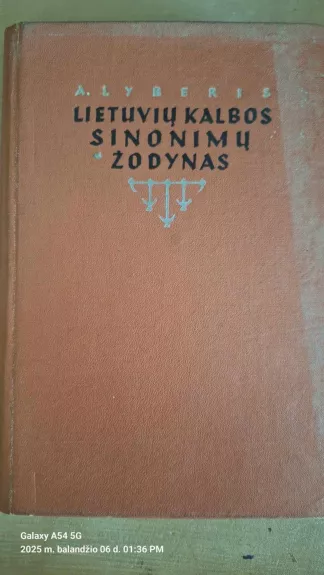 A. LYBERIS
LIETUVIŲ KALBOS
SINONIMŲ
ŽODYNAS
Galaxy A54 5G
2025 m. balandžio 06 d. 01:36 PM